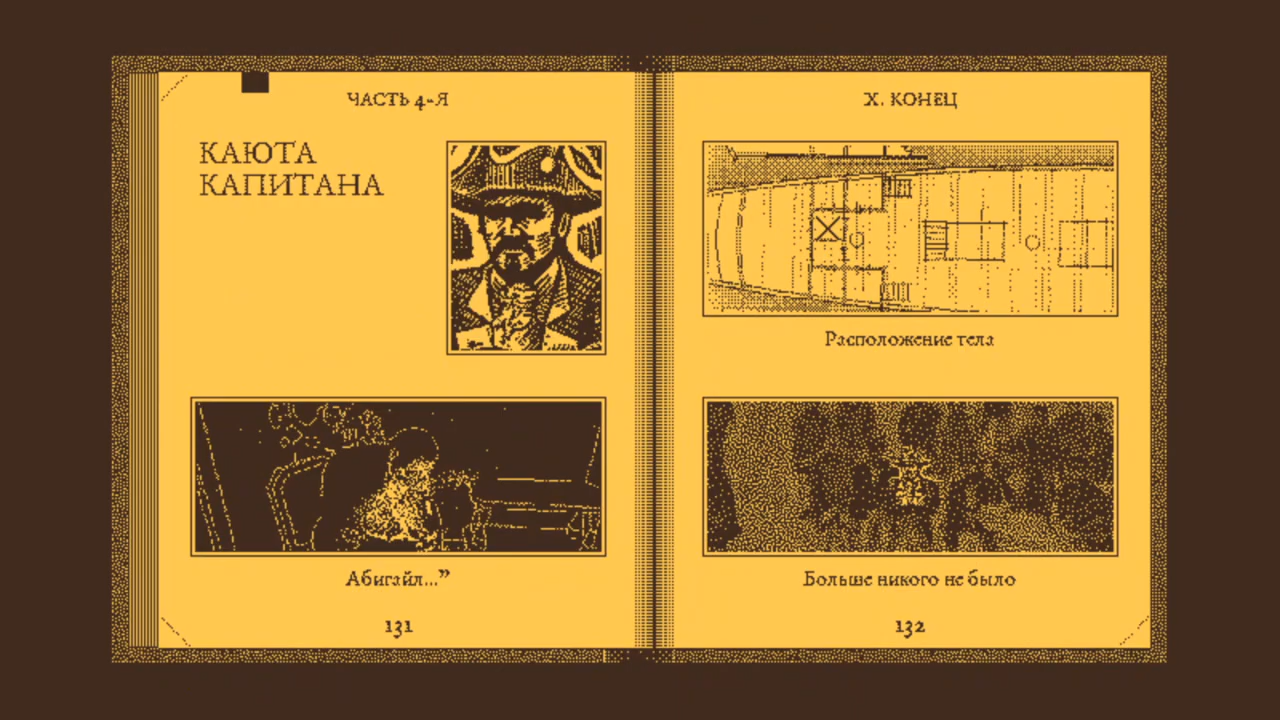 ЧАСТЬ 4-Я
КАЮТА
КАПИТАНА
Абигайл...”
131
X. КОНЕЦ
Расположение тела
Больше никого не было
132